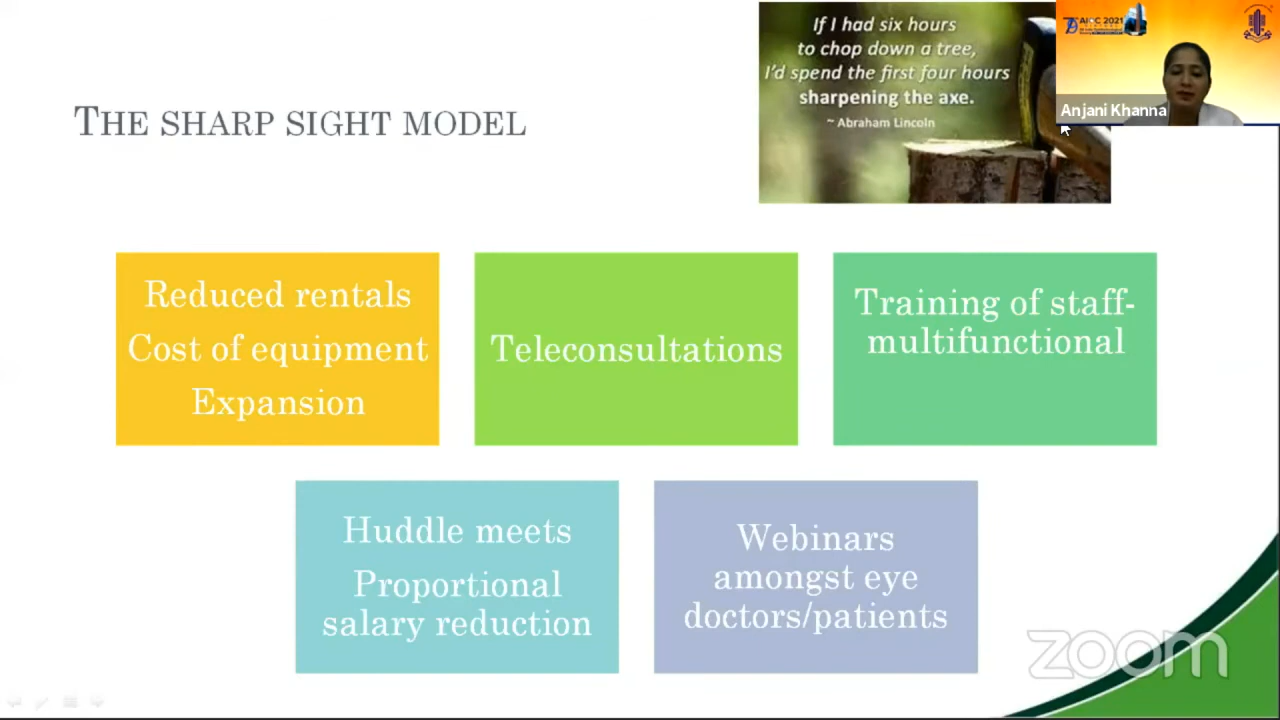 THE SHARP SIGHT MODEL
If I had six hours
to chop down a tree,
I'd spend the first four hours
sharpening the axe.
~ Abraham Lincoln
AIOC 2021
Anjani Khanna
Reduced rentals
Cost of equipment
Expansion
Teleconsultations
Training of staff-
multifunctional
Huddle meets
Proportional
salary reduction
Webinars
amongst eye
doctors/patients
zoom